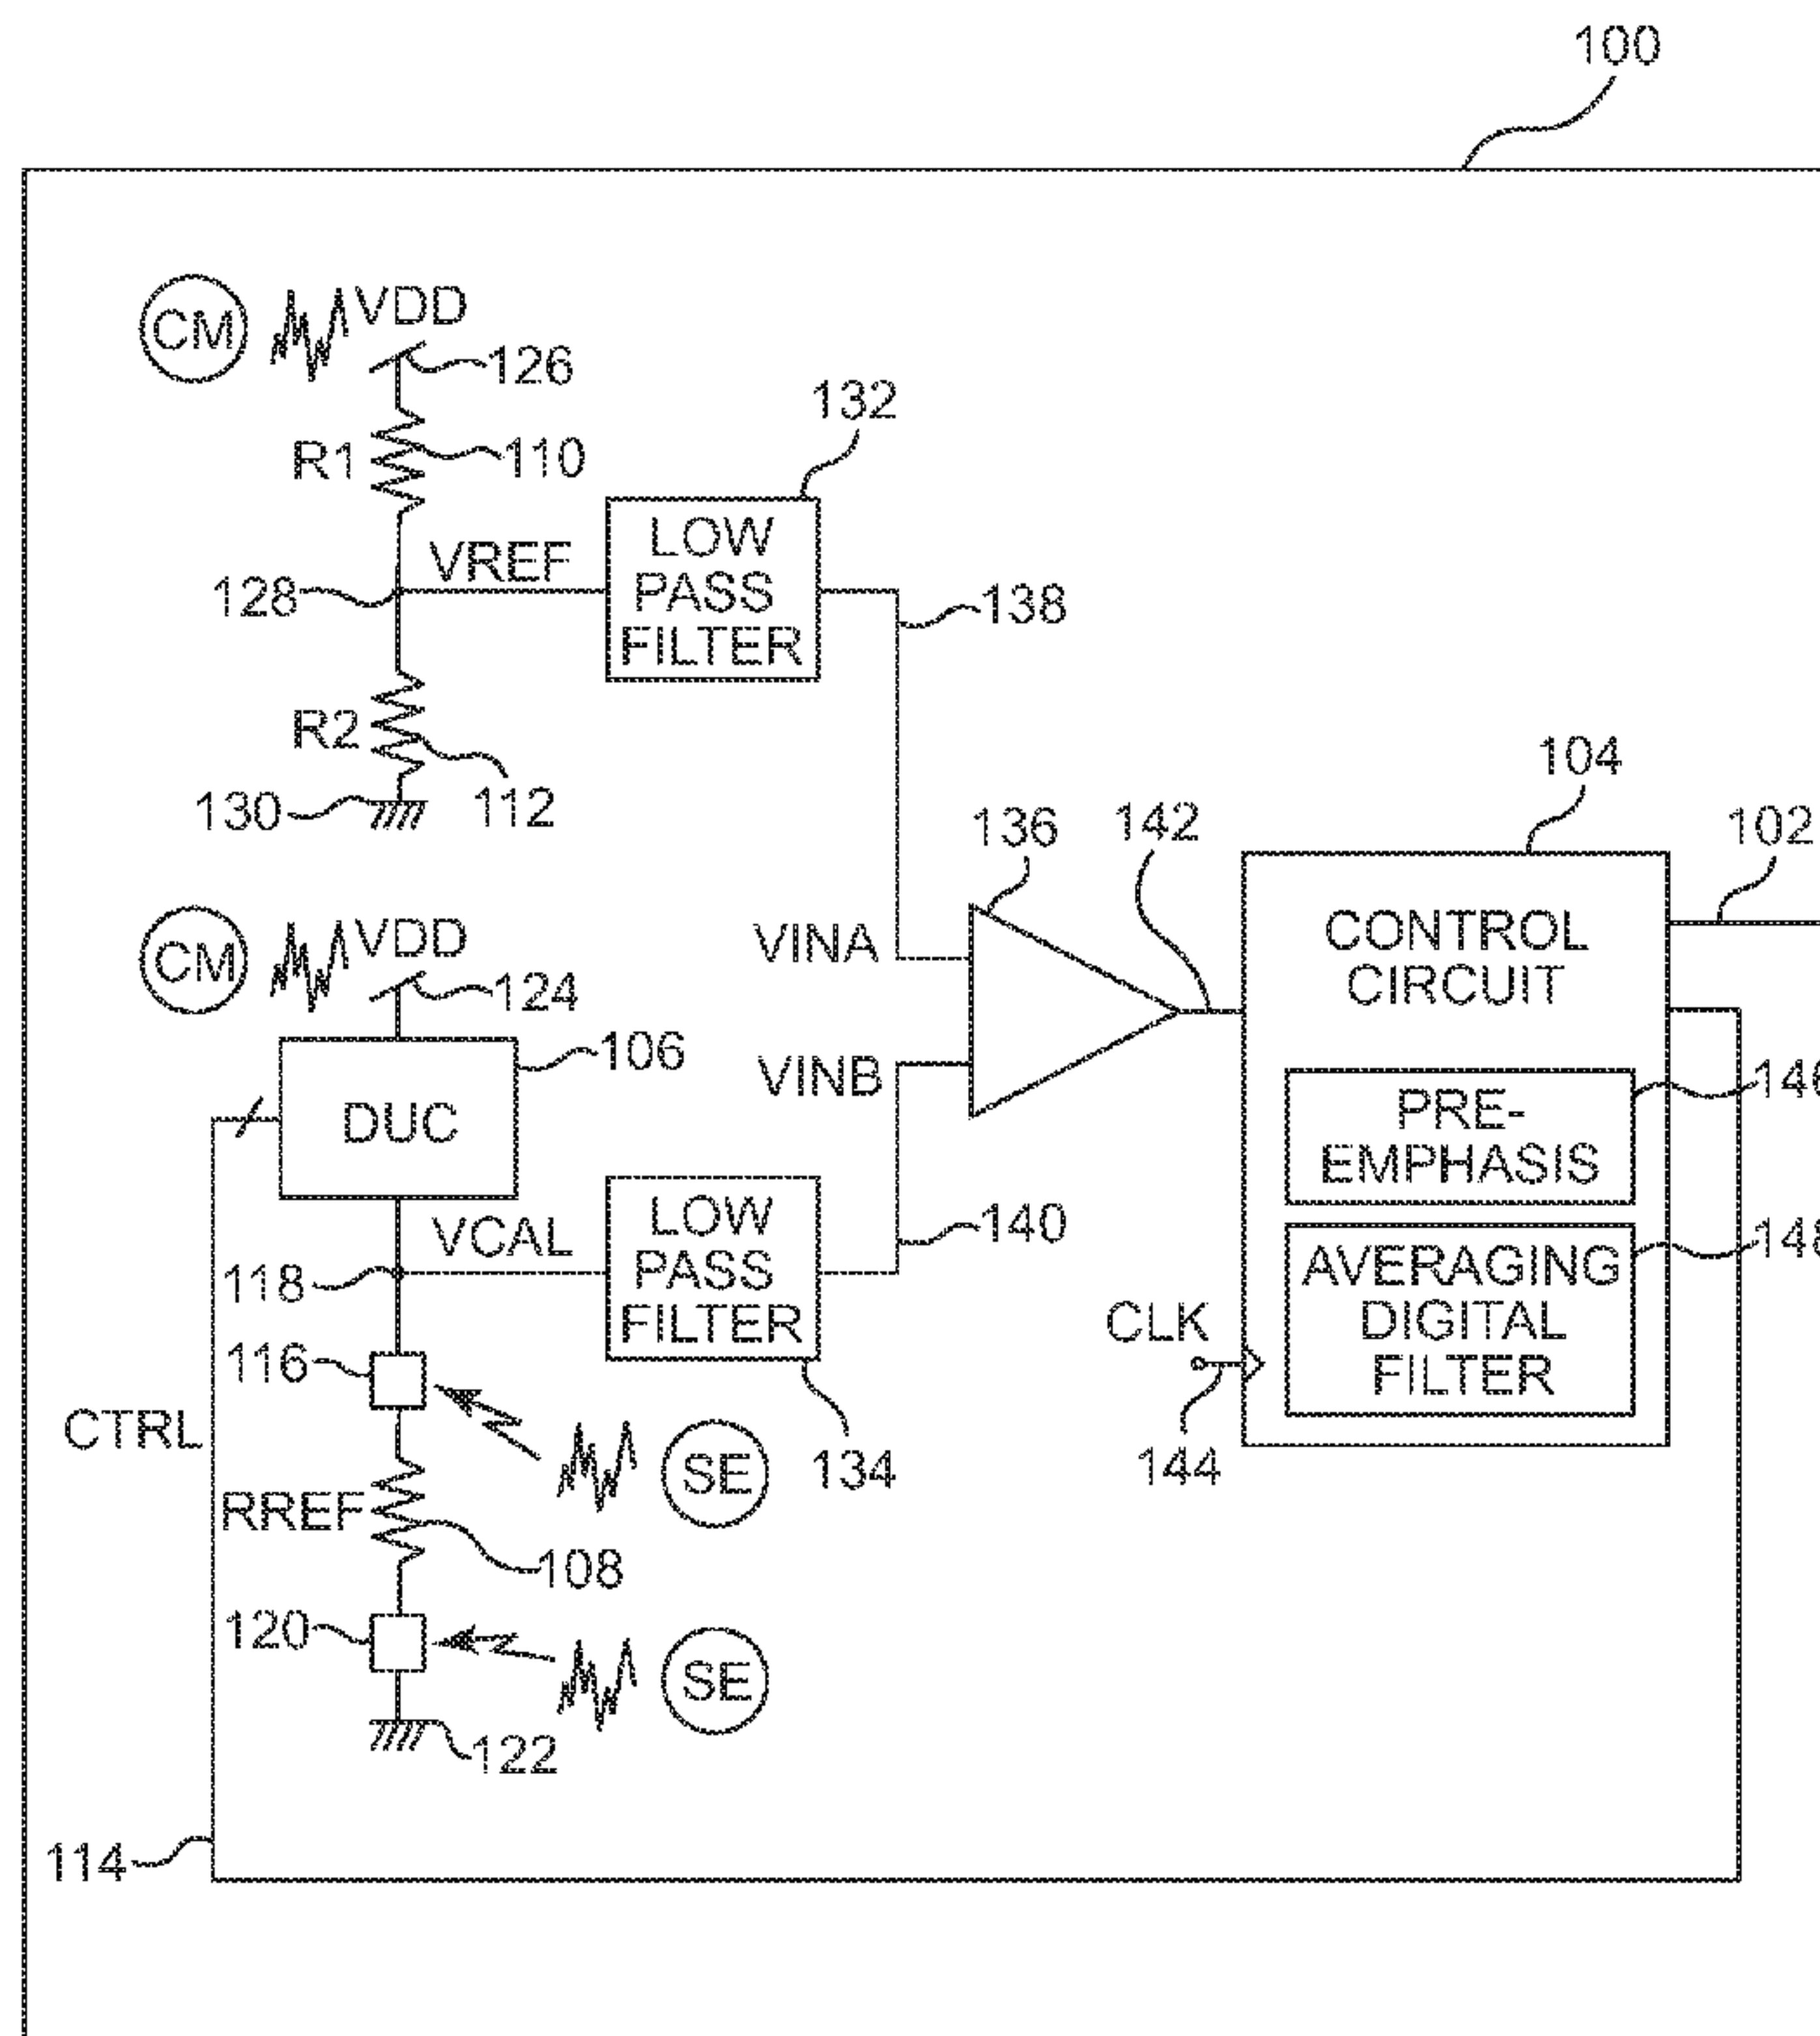 100
CM VDD
126
R1 110
132
LOW
PASS
FILTER
VREF
128
138
R2
130 112
104
136 142 102
CM VDD
124
VINA
CONTROL
CIRCUIT
106
DUC
VINB
PRE-
EMPHASIS
VCAL
LOW
PASS
FILTER
140
118
AVERAGING
DIGITAL
FILTER
CLK
116
CTRL
SE
134
144
RREF
108
120
SE
122
114